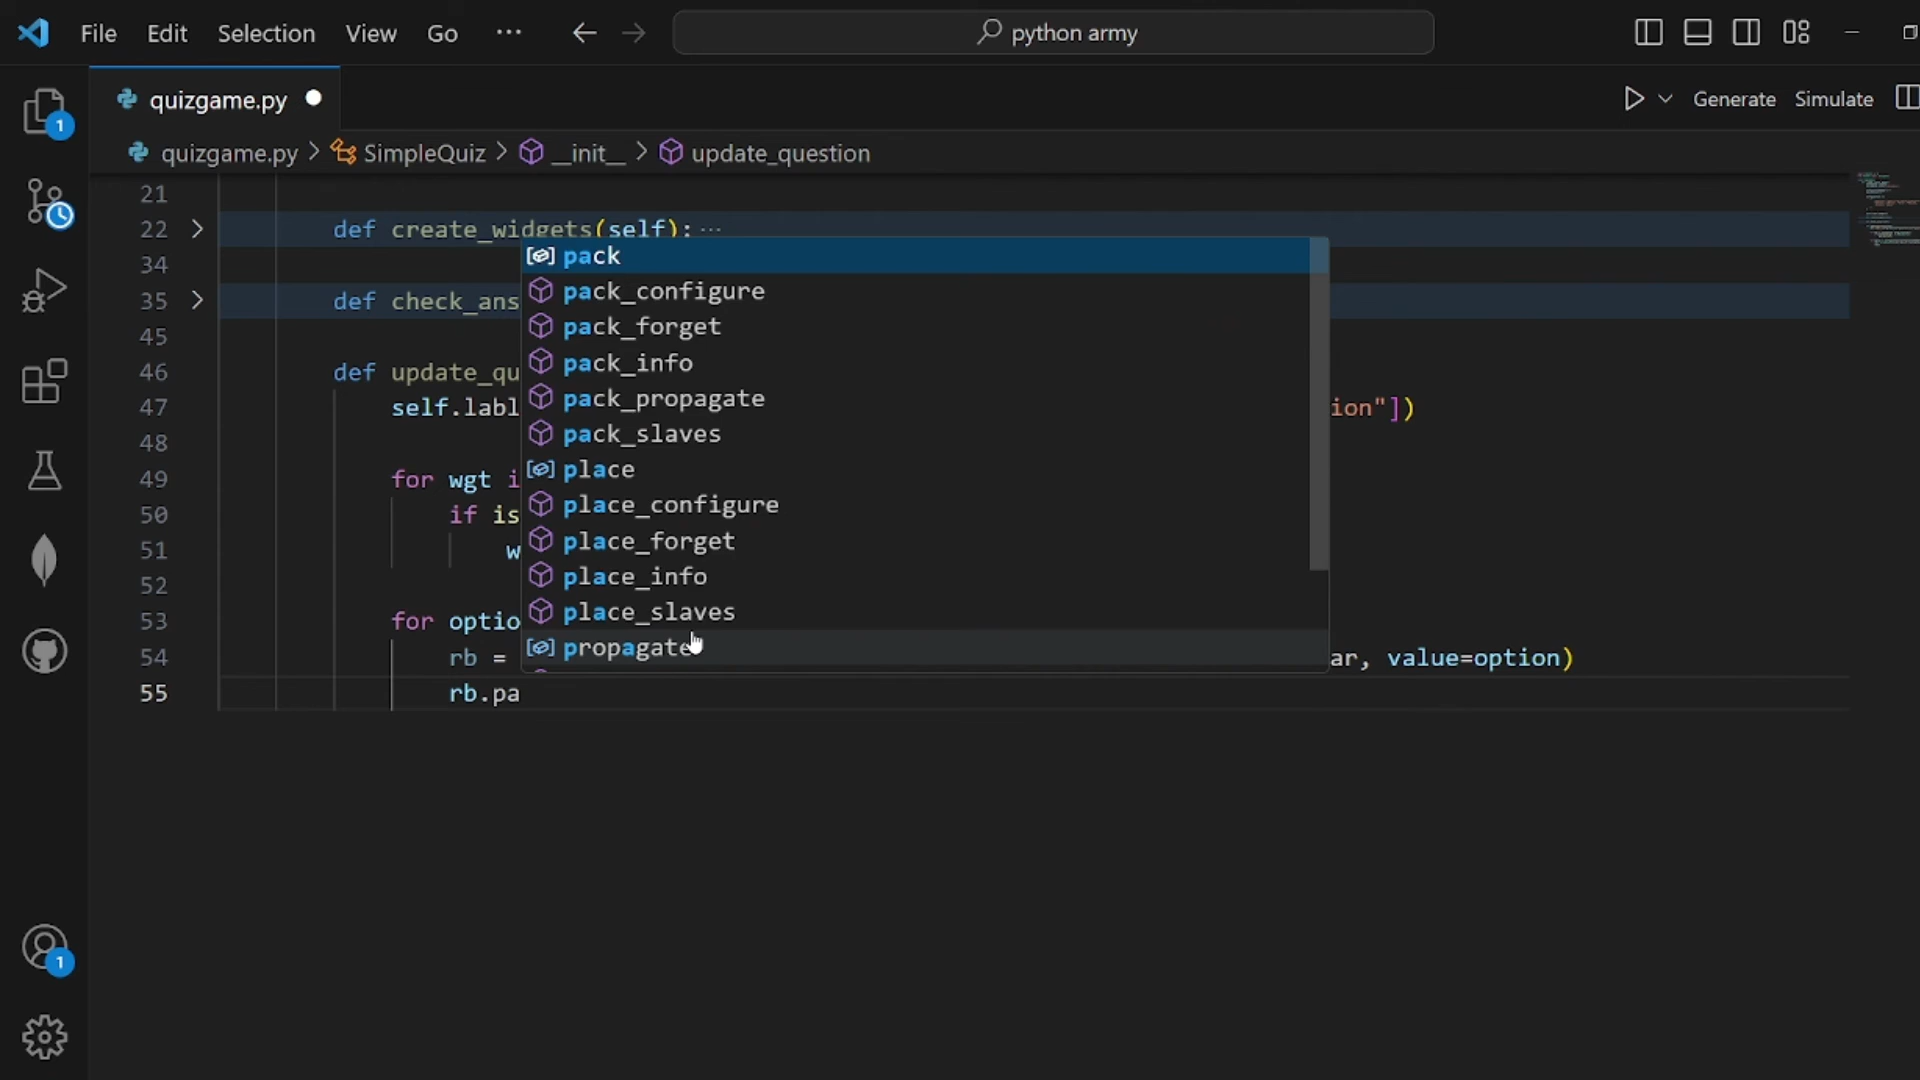 File Edit Selection View Go ··· python army
quizgame.py Generate Simulate
1
quizgame.py > SimpleQuiz > __init__ > update_question
21
22 def create_widgets(self):···
34
35 def check_ans
45
46 def update_qu
47 self.labl ion"])
48
49 for wgt i
50 if is
51 w
52
53 for optio
54 rb = ar, value=option)
55 rb.pa
pack
pack_configure
pack_forget
pack_info
pack_propagate
pack_slaves
place
place_configure
place_forget
place_info
place_slaves
propagate
1